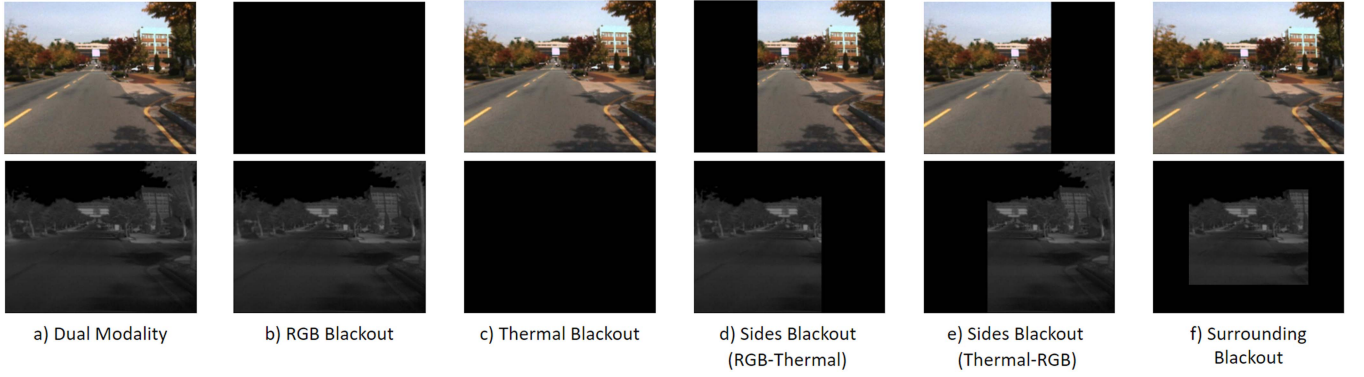 a) Dual Modality
b) RGB Blackout
c) Thermal Blackout
d) Sides Blackout
(RGB-Thermal)
e) Sides Blackout
(Thermal-RGB)
f) Surrounding
Blackout